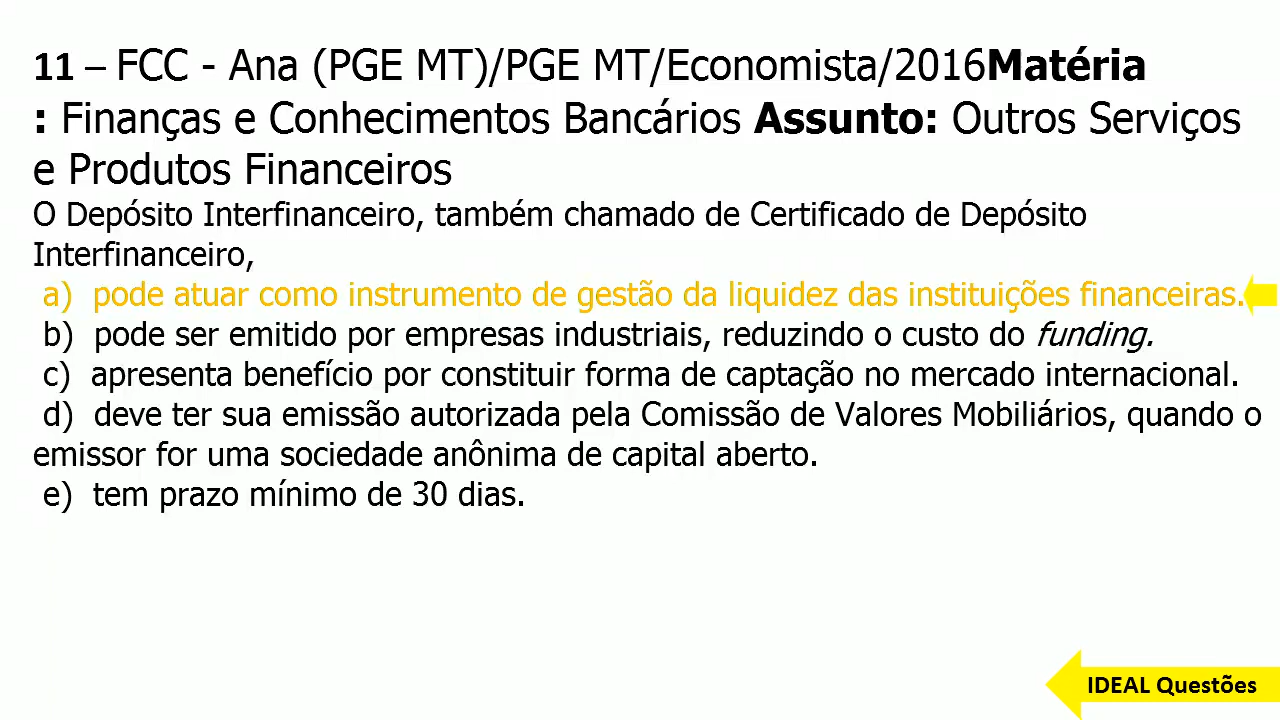 11 – FCC - Ana (PGE MT)/PGE MT/Economista/2016Matéria
: Finanças e Conhecimentos Bancários Assunto: Outros Serviços
e Produtos Financeiros
O Depósito Interfinanceiro, também chamado de Certificado de Depósito
Interfinanceiro,
a) pode atuar como instrumento de gestão da liquidez das instituições financeiras.
b) pode ser emitido por empresas industriais, reduzindo o custo do funding.
c) apresenta benefício por constituir forma de captação no mercado internacional.
d) deve ter sua emissão autorizada pela Comissão de Valores Mobiliários, quando o
emissor for uma sociedade anônima de capital aberto.
e) tem prazo mínimo de 30 dias.
IDEAL Questões